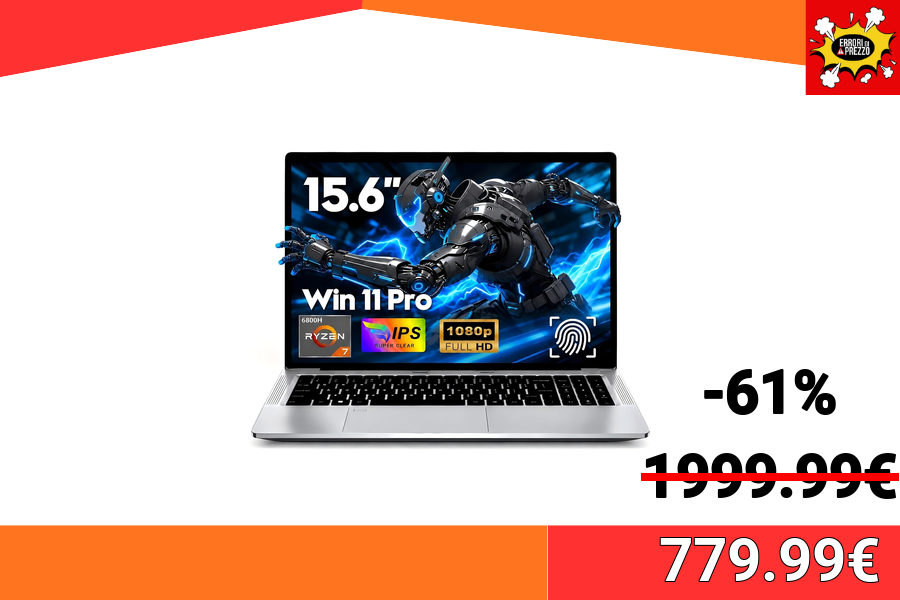 ERRORI DI
PREZZO
15.6"
Win 11 Pro
6800H
RYZEN
7
IPS
SUPER CLEAR
1080p
FULL HD
-61%
1999.99€
779.99€